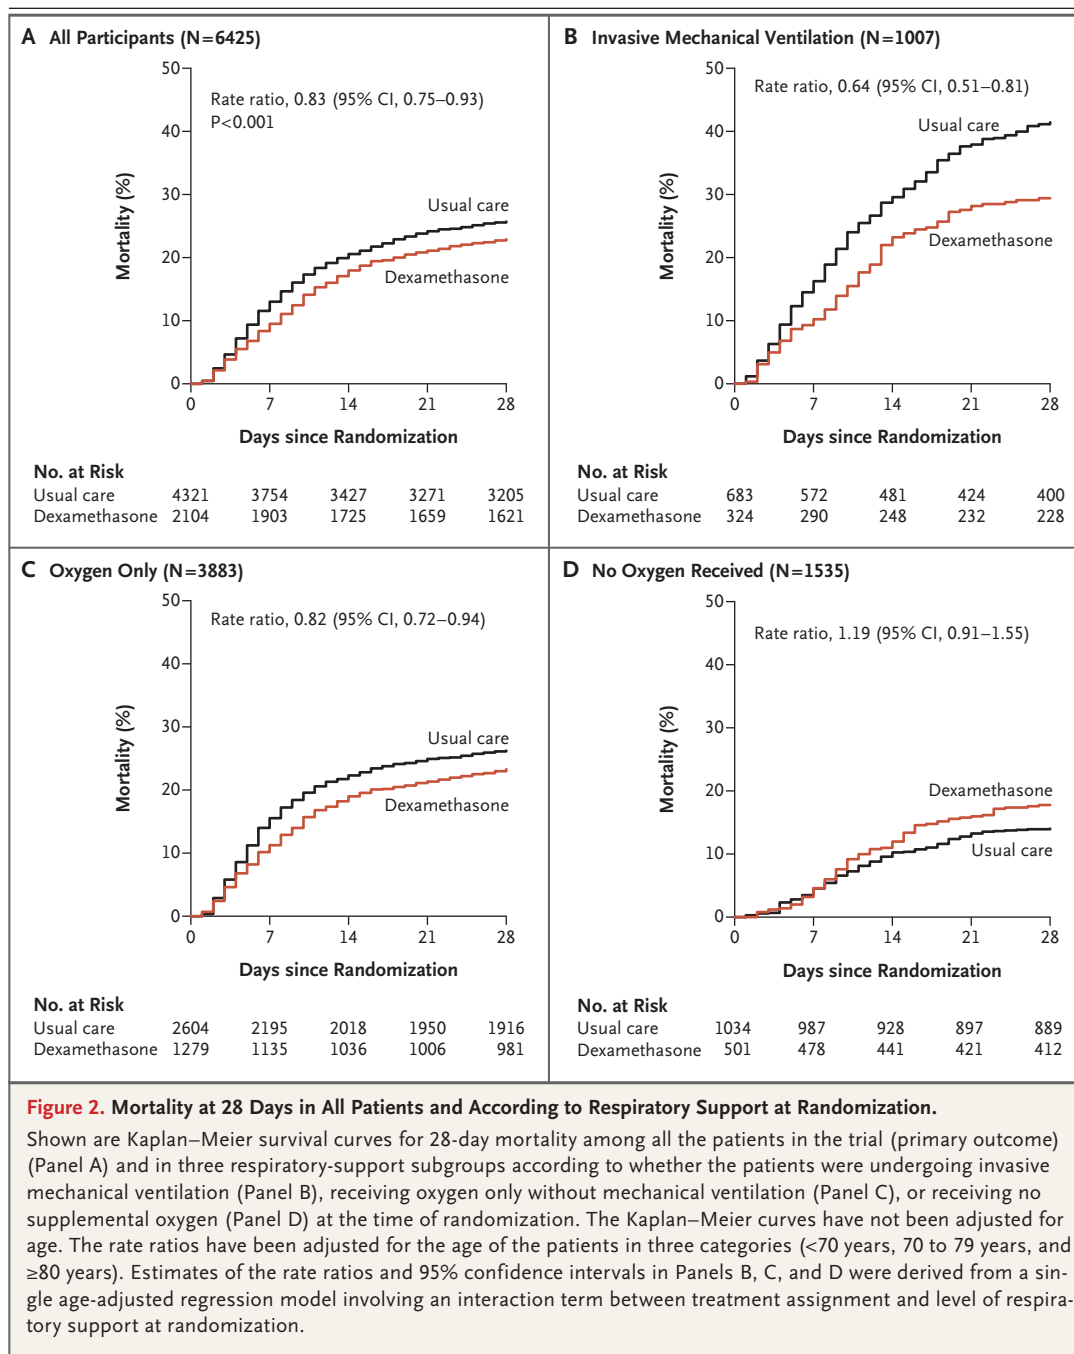 A All Participants (N=6425)
50
40
30
20
10
0
Mortality (%)
Rate ratio, 0.83 (95% CI, 0.75–0.93)
P<0.001
Usual care
Dexamethasone
0 7 14 21 28
Days since Randomization
No. at Risk
Usual care 4321 3754 3427 3271 3205
Dexamethasone 2104 1903 1725 1659 1621
B Invasive Mechanical Ventilation (N=1007)
50
40
30
20
10
0
Mortality (%)
Rate ratio, 0.64 (95% CI, 0.51–0.81)
Usual care
Dexamethasone
0 7 14 21 28
Days since Randomization
No. at Risk
Usual care 683 572 481 424 400
Dexamethasone 324 290 248 232 228
C Oxygen Only (N=3883)
50
40
30
20
10
0
Mortality (%)
Rate ratio, 0.82 (95% CI, 0.72–0.94)
Usual care
Dexamethasone
0 7 14 21 28
Days since Randomization
No. at Risk
Usual care 2604 2195 2018 1950 1916
Dexamethasone 1279 1135 1036 1006 981
D No Oxygen Received (N=1535)
50
40
30
20
10
0
Mortality (%)
Rate ratio, 1.19 (95% CI, 0.91–1.55)
Dexamethasone
Usual care
0 7 14 21 28
Days since Randomization
No. at Risk
Usual care 1034 987 928 897 889
Dexamethasone 501 478 441 421 412
Figure 2. Mortality at 28 Days in All Patients and According to Respiratory Support at Randomization.
Shown are Kaplan–Meier survival curves for 28-day mortality among all the patients in the trial (primary outcome)
(Panel A) and in three respiratory-support subgroups according to whether the patients were undergoing invasive
mechanical ventilation (Panel B), receiving oxygen only without mechanical ventilation (Panel C), or receiving no
supplemental oxygen (Panel D) at the time of randomization. The Kaplan–Meier curves have not been adjusted for
age. The rate ratios have been adjusted for the age of the patients in three categories (<70 years, 70 to 79 years, and
≥80 years). Estimates of the rate ratios and 95% confidence intervals in Panels B, C, and D were derived from a sin-
gle age-adjusted regression model involving an interaction term between treatment assignment and level of respira-
tory support at randomization.